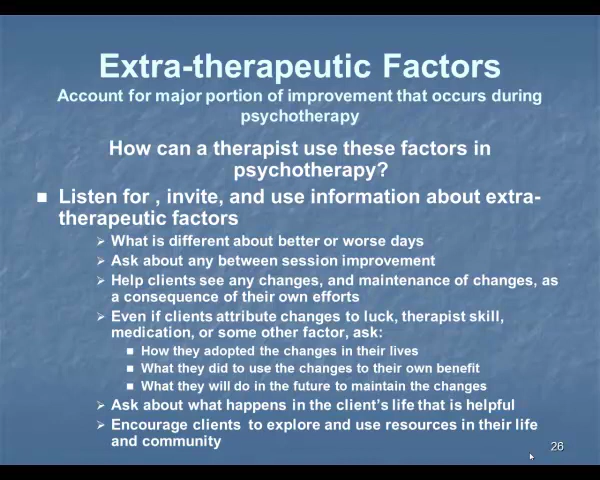 Extra-therapeutic Factors
Account for major portion of improvement that occurs during
psychotherapy
How can a therapist use these factors in
psychotherapy?
Listen for , invite, and use information about extra-
therapeutic factors
What is different about better or worse days
Ask about any between session improvement
Help clients see any changes, and maintenance of changes, as
a consequence of their own efforts
Even if clients attribute changes to luck, therapist skill,
medication, or some other factor, ask:
How they adopted the changes in their lives
What they did to use the changes to their own benefit
What they will do in the future to maintain the changes
Ask about what happens in the client's life that is helpful
Encourage clients to explore and use resources in their life
and community
26